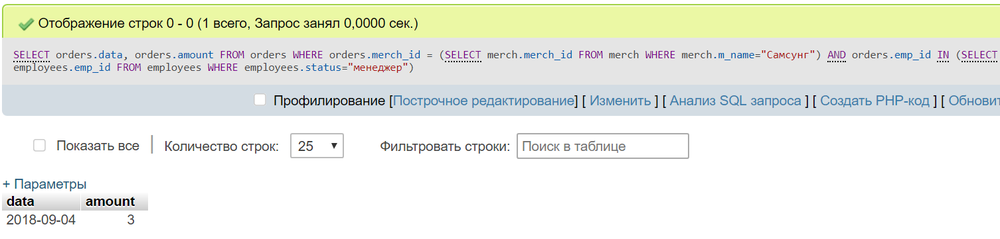 Отображение строк 0 - 0 (1 всего, Запрос занял 0,0000 сек.)
SELECT orders.data, orders.amount FROM orders WHERE orders.merch_id = (SELECT merch.merch_id FROM merch WHERE merch.m_name="Самсунг") AND orders.emp_id IN (SELECT
employees.emp_id FROM employees WHERE employees.status="менеджер")
Профилирование [Построчное редактирование] [ Изменить ] [ Анализ SQL запроса ] [ Создать PHP-код ] [ Обновит
Показать все | Количество строк: 25 Фильтровать строки: Поиск в таблице
+ Параметры
data amount
2018-09-04 3